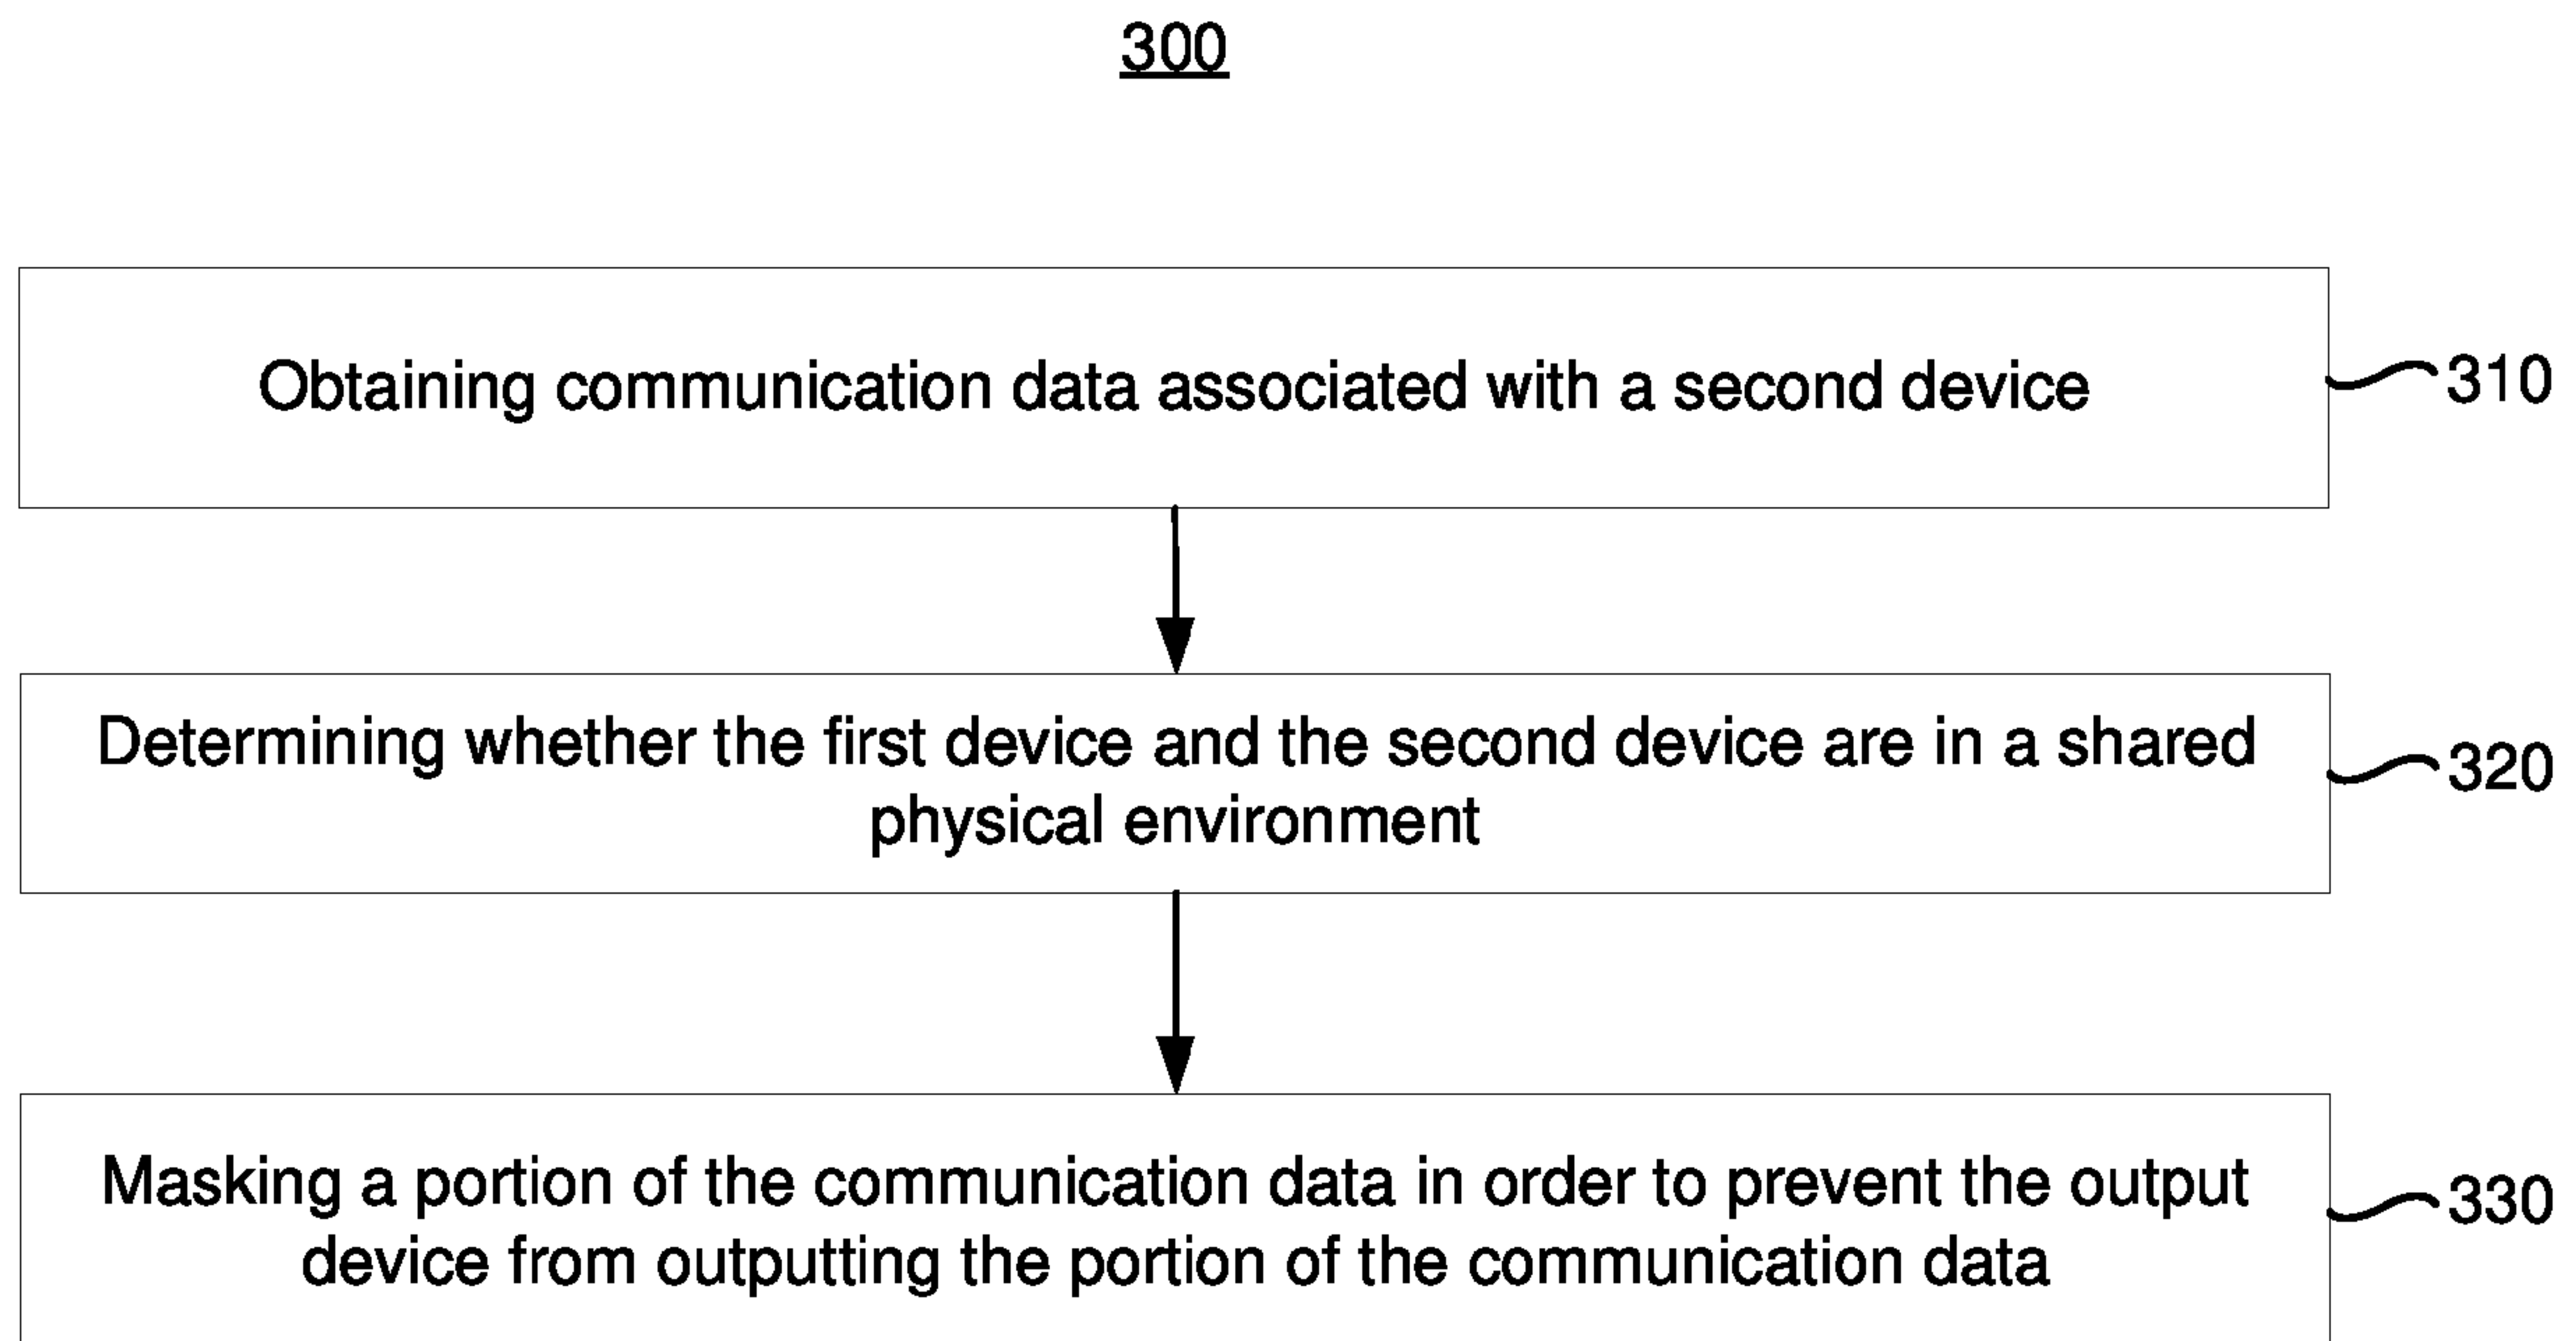 300
Obtaining communication data associated with a second device
310
Determining whether the first device and the second device are in a shared
physical environment
320
Masking a portion of the communication data in order to prevent the output
device from outputting the portion of the communication data
330